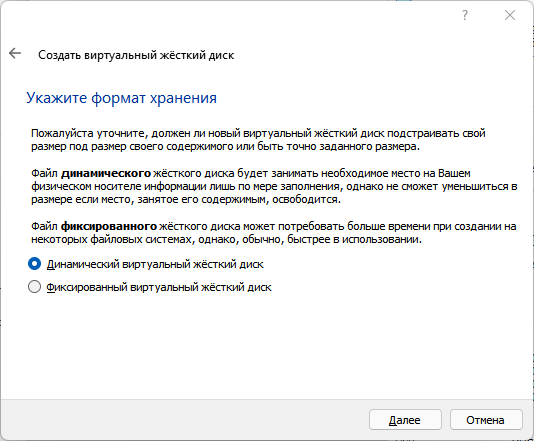 ?
Создать виртуальный жёсткий диск
Укажите формат хранения
Пожалуйста уточните, должен ли новый виртуальный жёсткий диск подстраивать свой
размер под размер своего содержимого или быть точно заданного размера.
Файл динамического жёсткого диска будет занимать необходимое место на Вашем
физическом носителе информации лишь по мере заполнения, однако не сможет уменьшиться в
размере если место, занятое его содержимым, освободится.
Файл фиксированного жёсткого диска может потребовать больше времени при создании на
некоторых файловых системах, однако, обычно, быстрее в использовании.
Динамический виртуальный жёсткий диск
Фиксированный виртуальный жёсткий диск
Далее
Отмена